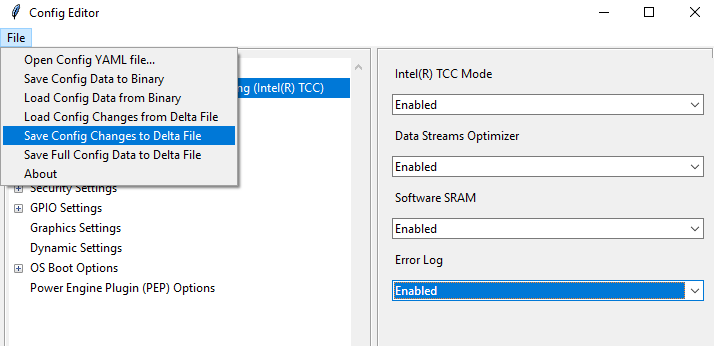 Config Editor
File
Open Config YAML file...
Save Config Data to Binary
Load Config Data from Binary
Load Config Changes from Delta File
Save Config Changes to Delta File
Save Full Config Data to Delta File
About
(Intel(R) TCC)
Security Settings
GPIO Settings
Graphics Settings
Dynamic Settings
OS Boot Options
Power Engine Plugin (PEP) Options
Intel(R) TCC Mode
Enabled
Data Streams Optimizer
Enabled
Software SRAM
Enabled
Error Log
Enabled